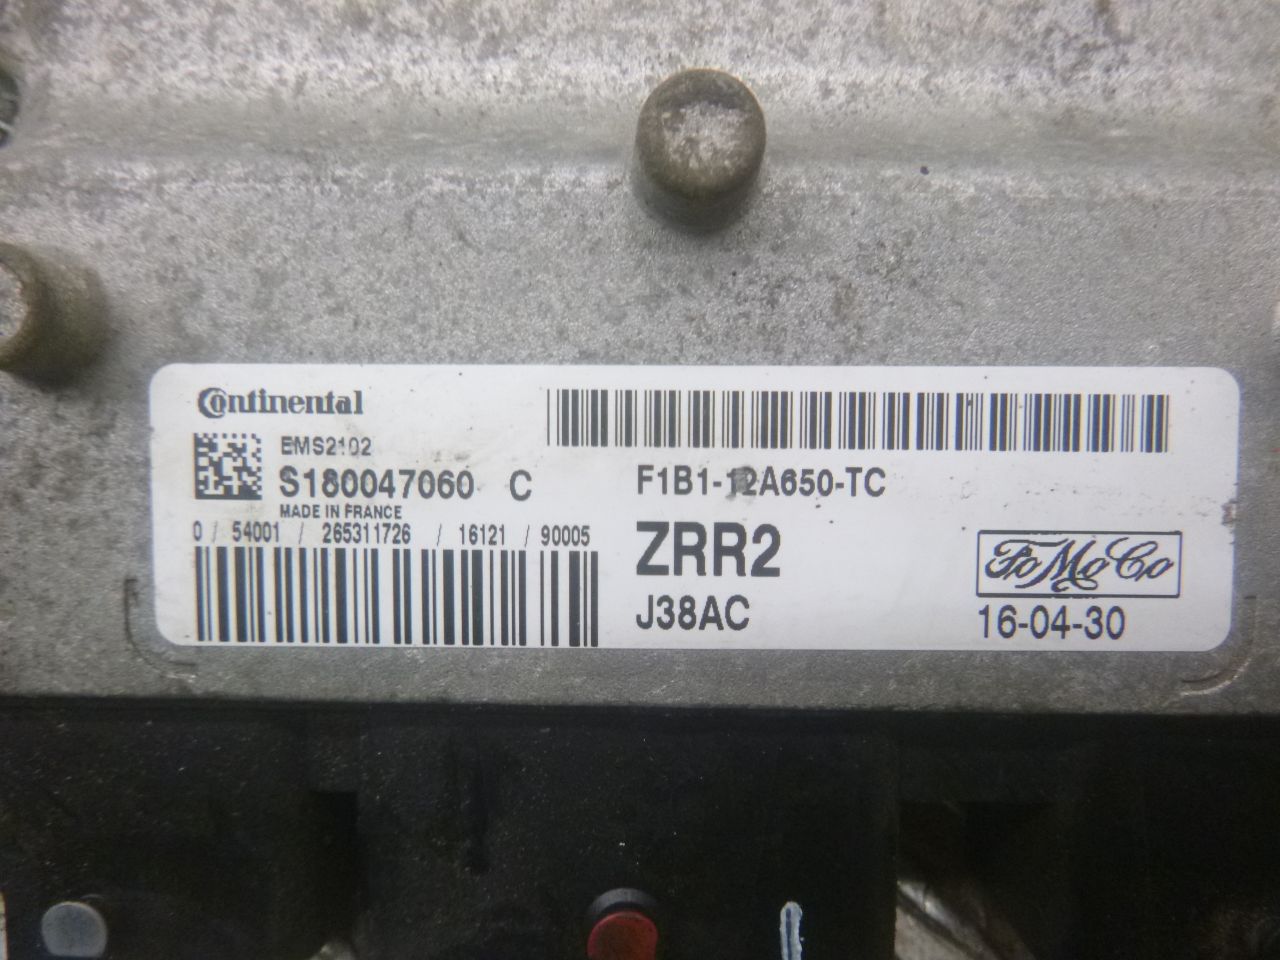 Continental
EMS2102
S180047060 C
MADE IN FRANCE
0 / 54001 / 265311726 / 16121 / 90005
F1B1-12A650-TC
ZRR2
J38AC
FoMoCo
16-04-30